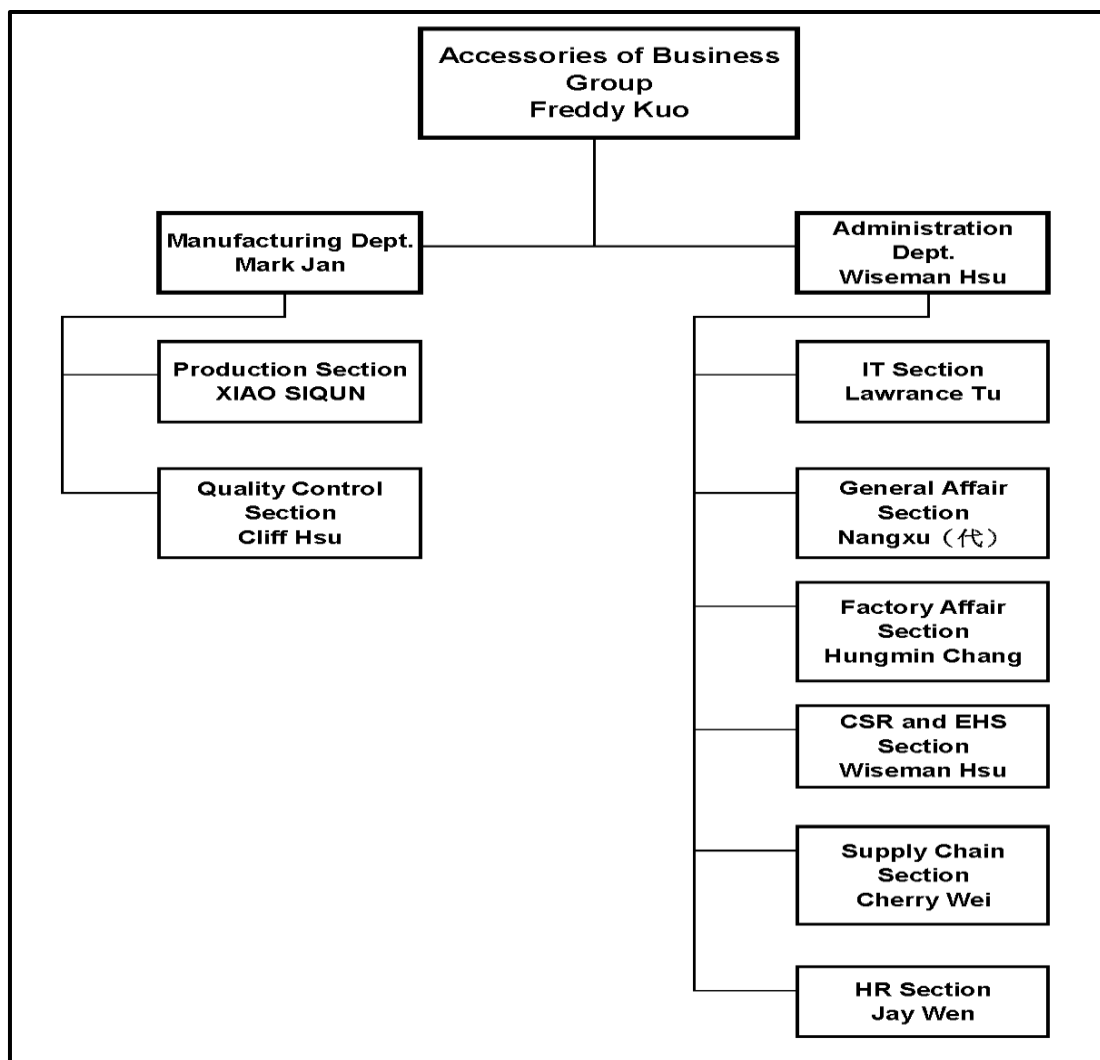 Accessories of Business
Group
Freddy Kuo
Manufacturing Dept.
Mark Jan
Administration
Dept.
Wiseman Hsu
Production Section
XIAO SIQUN
Quality Control
Section
Cliff Hsu
IT Section
Lawrance Tu
General Affair
Section
Nangxu（代）
Factory Affair
Section
Hungmin Chang
CSR and EHS
Section
Wiseman Hsu
Supply Chain
Section
Cherry Wei
HR Section
Jay Wen